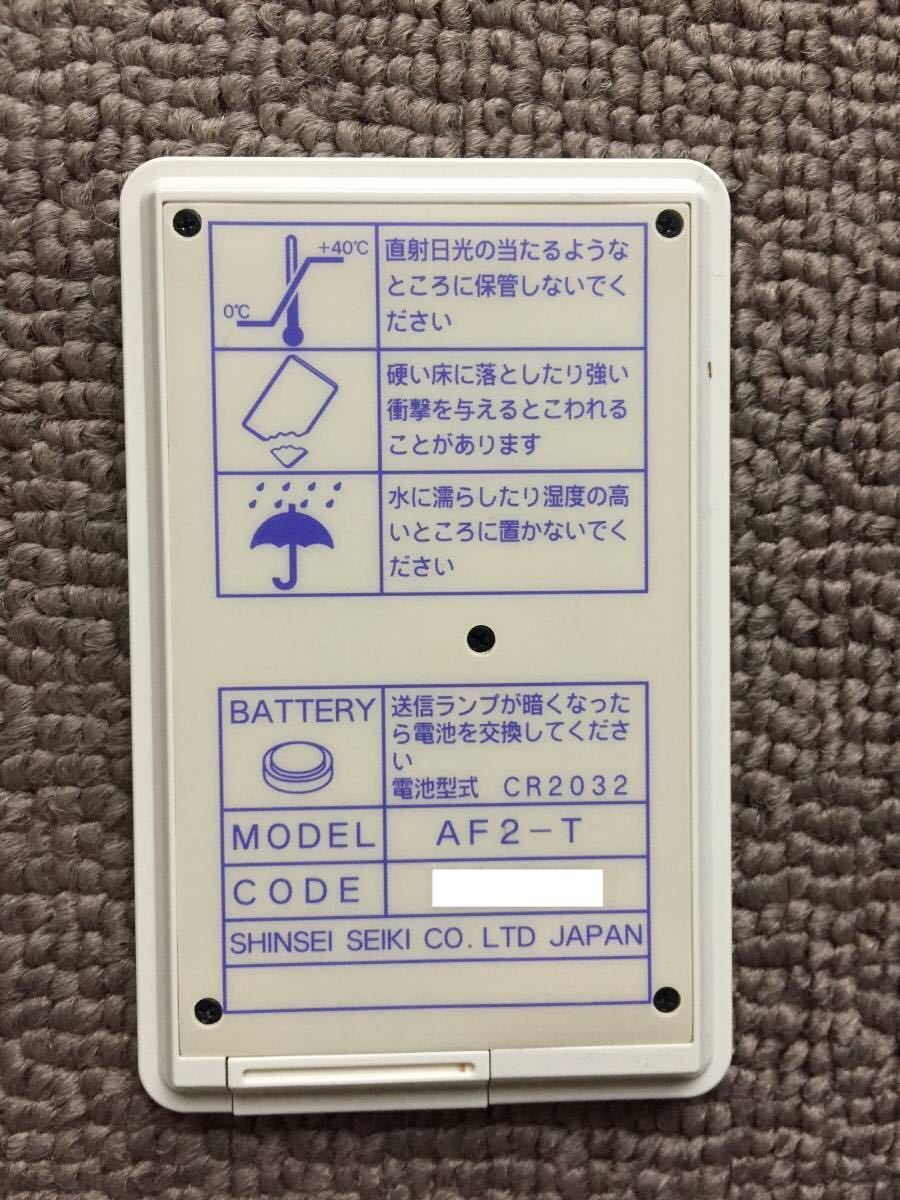 +40℃
0℃
直射日光の当たるような
ところに保管しないでく
ださい
硬い床に落としたり強い
衝撃を与えるとこわれる
ことがあります
水に濡らしたり湿度の高
いところに置かないでく
ださい
BATTERY
送信ランプが暗くなった
ら電池を交換してくださ
い
電池型式 CR2032
MODEL AF2-T
CODE
SHINSEI SEIKI CO. LTD JAPAN